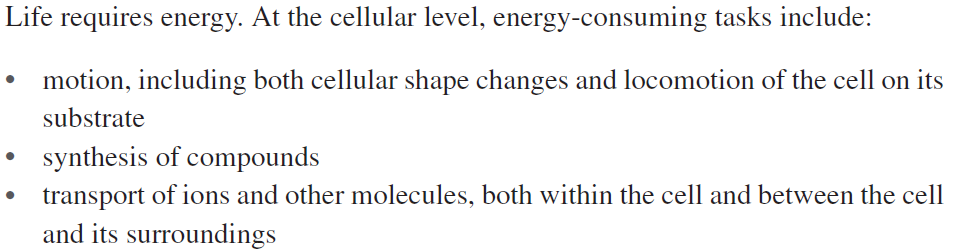 Life requires energy. At the cellular level, energy-consuming tasks include:
• motion, including both cellular shape changes and locomotion of the cell on its
substrate
• synthesis of compounds
• transport of ions and other molecules, both within the cell and between the cell
and its surroundings